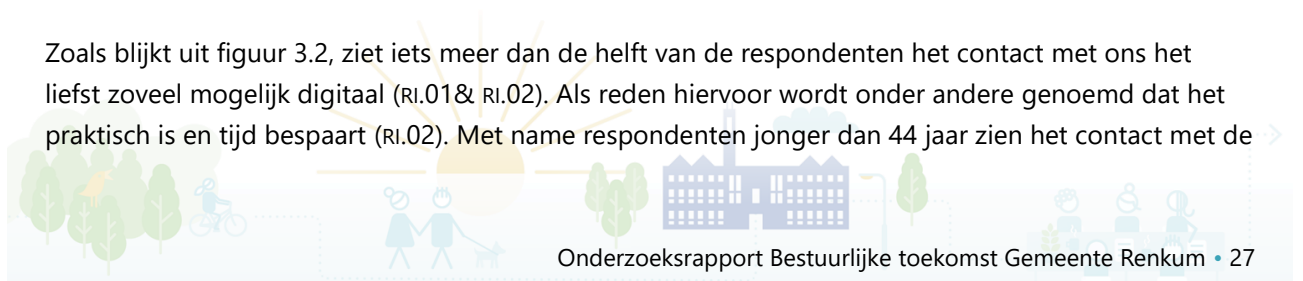 Zoals blijkt uit figuur 3.2, ziet iets meer dan de helft van de respondenten het contact met ons het
liefst zoveel mogelijk digitaal (RI.01& RI.02). Als reden hiervoor wordt onder andere genoemd dat het
praktisch is en tijd bespaart (RI.02). Met name respondenten jonger dan 44 jaar zien het contact met de
Onderzoeksrapport Bestuurlijke toekomst Gemeente Renkum • 27